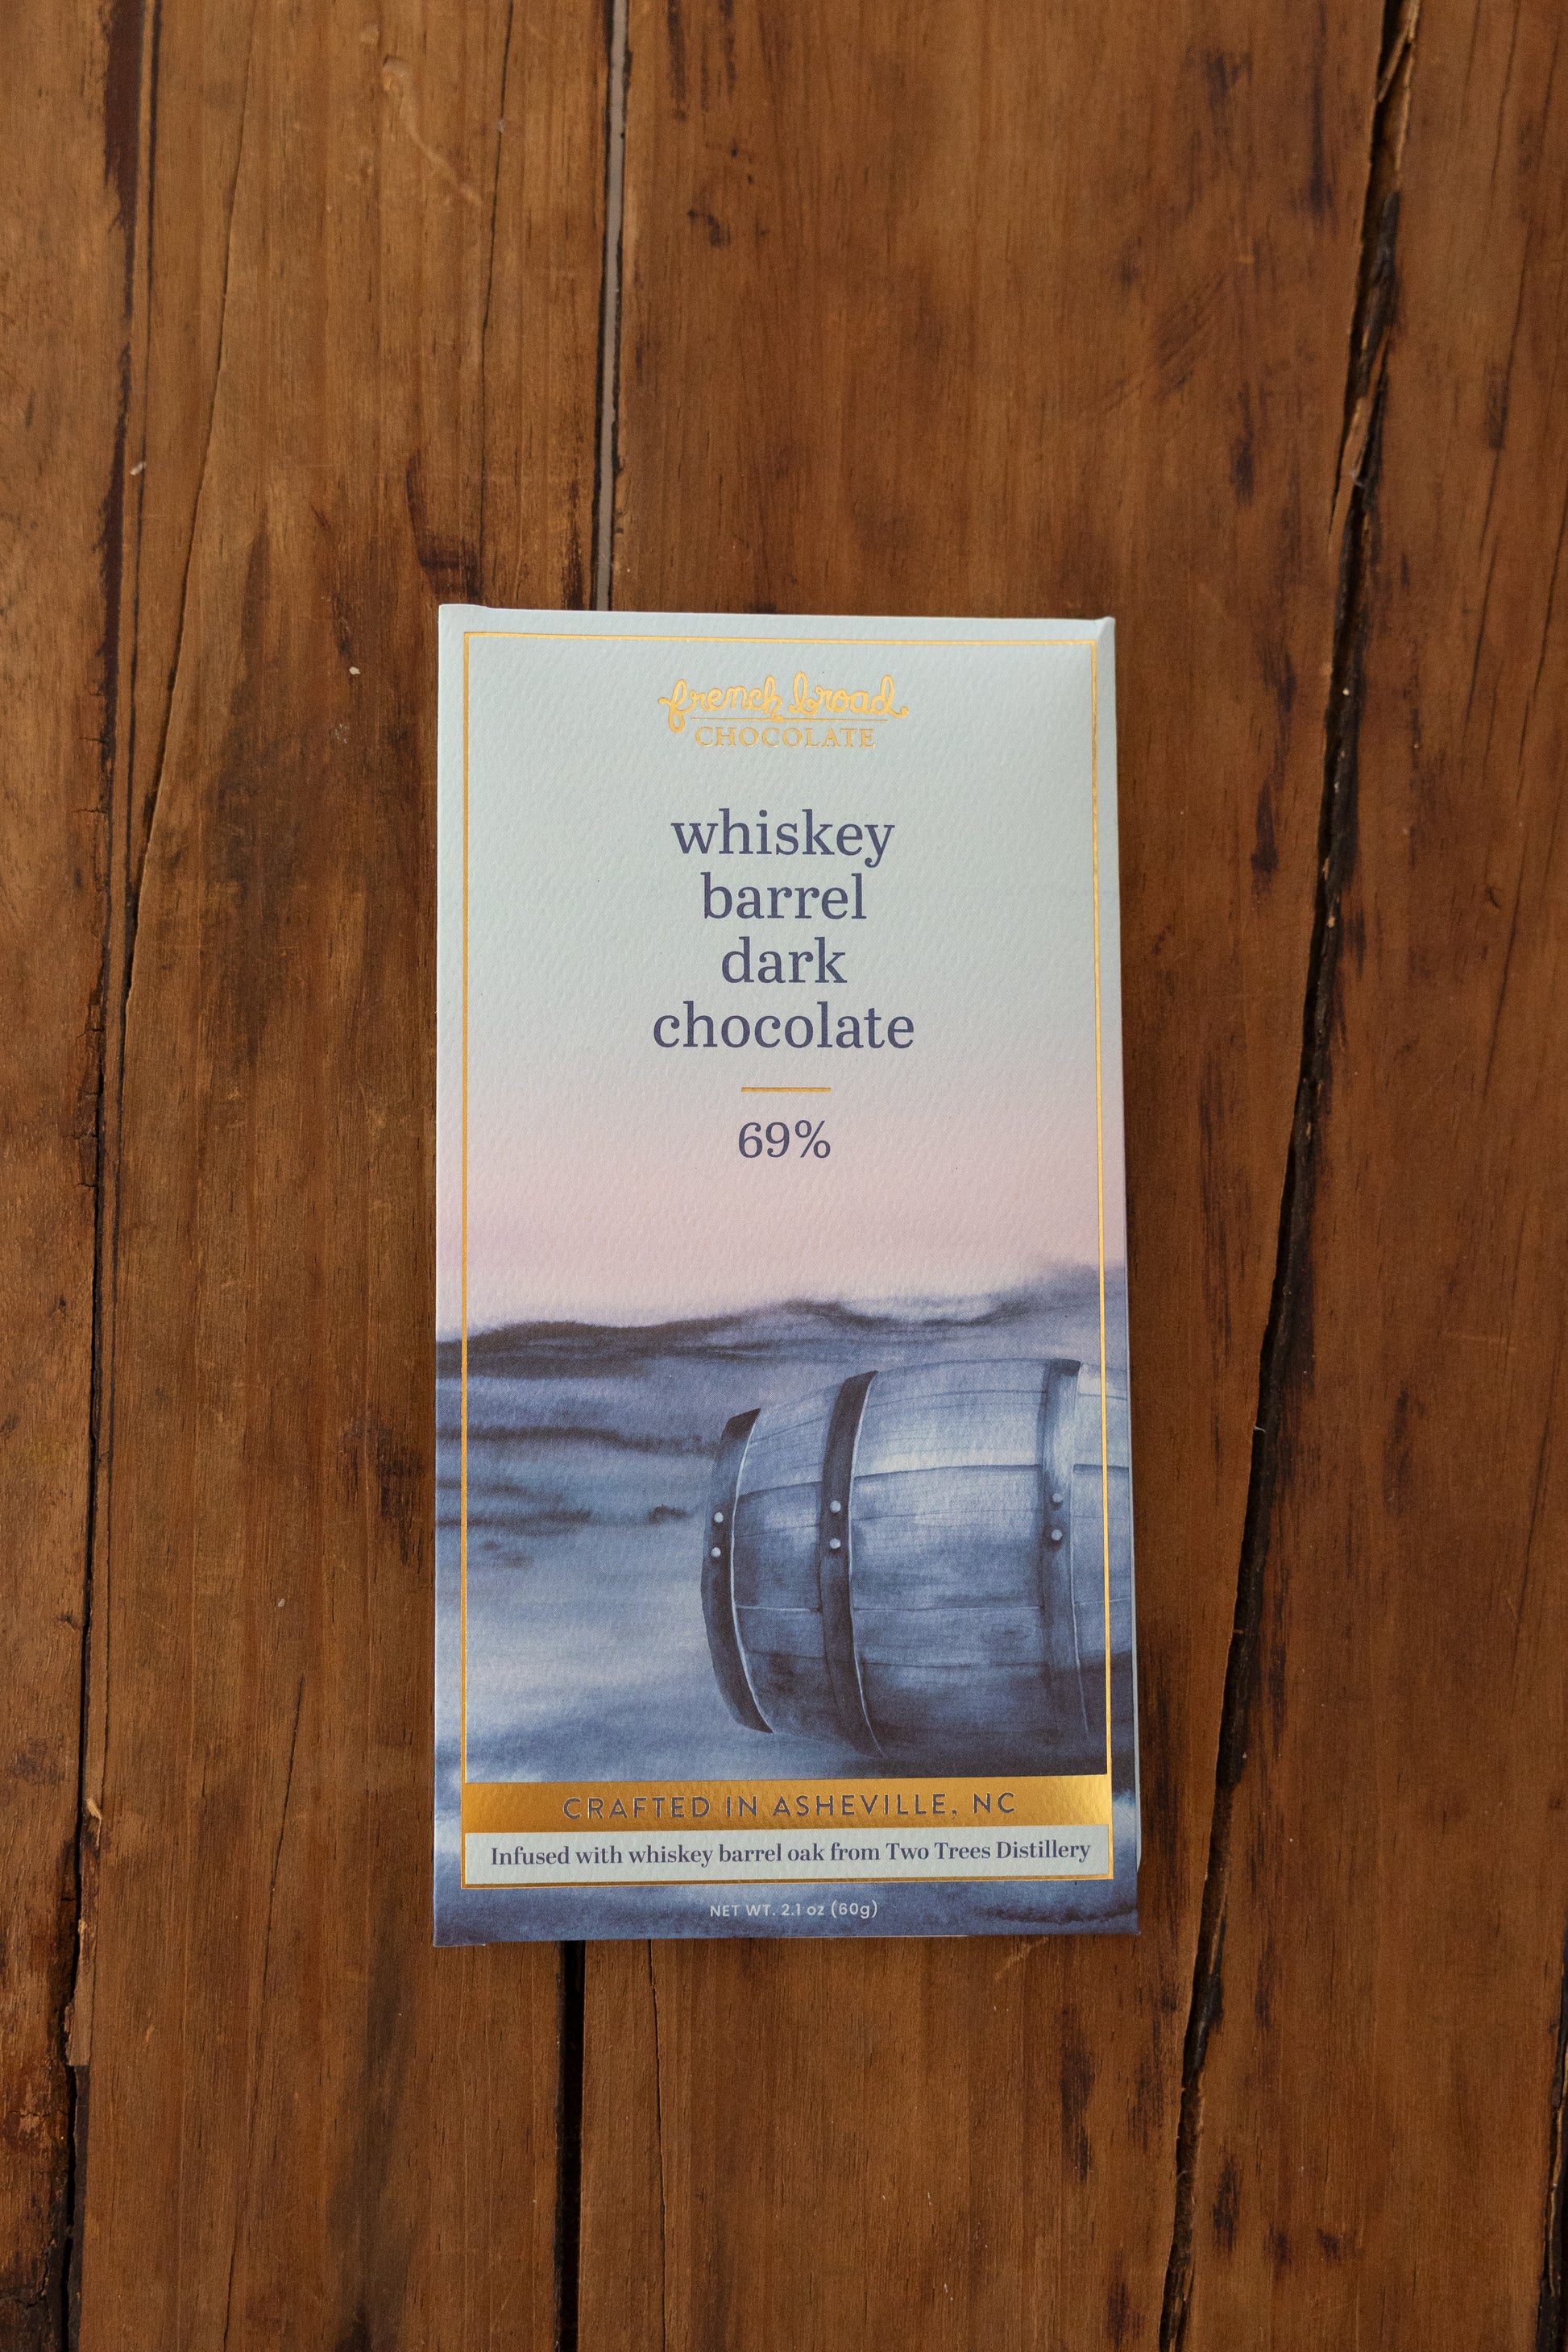 french broad
CHOCOLATE
whiskey
barrel
dark
chocolate
69%
CRAFTED IN ASHEVILLE, NC
Infused with whiskey barrel oak from Two Trees Distillery
NET WT. 2.1 oz (60g)